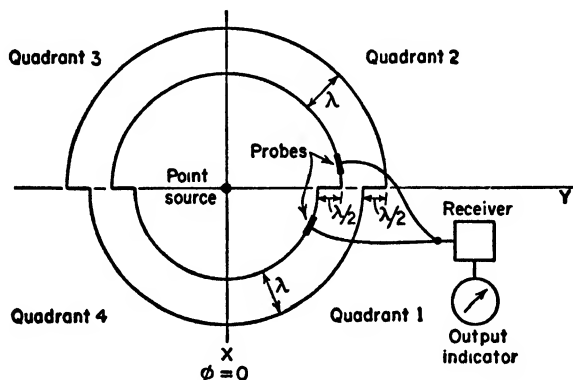 Quadrant 3
Quadrant 2
λ
Probes
Point
source
Y
λ/2
λ/2
Receiver
λ
Quadrant 4
Quadrant 1
X
ϕ=0
Output
indicator